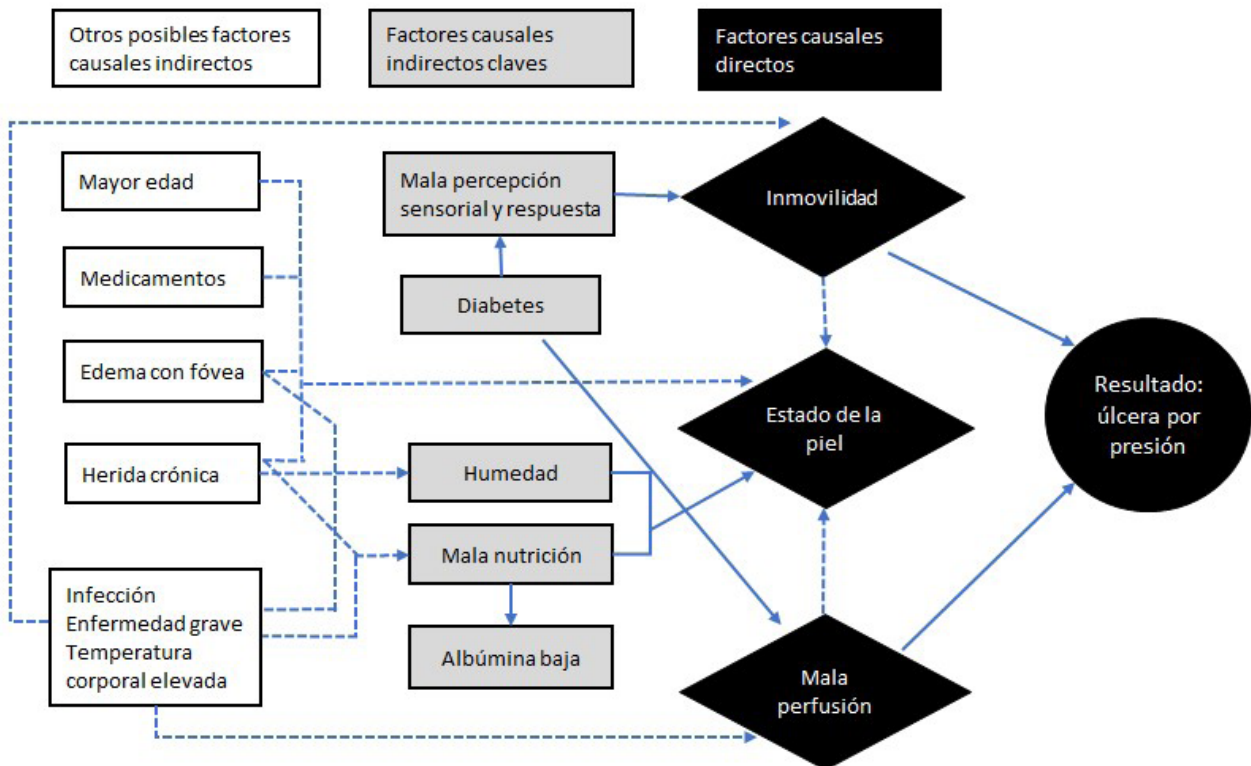 Otros posibles factores
causales indirectos
Factores causales
indirectos claves
Factores causales
directos
Mayor edad
Mala percepción
sensorial y respuesta
Inmovilidad
Medicamentos
Diabetes
Edema con fóvea
Estado de la
piel
Resultado:
úlcera por
presión
Herida crónica
Humedad
Mala nutrición
Infección
Enfermedad grave
Temperatura
corporal elevada
Albúmina baja
Mala
perfusión